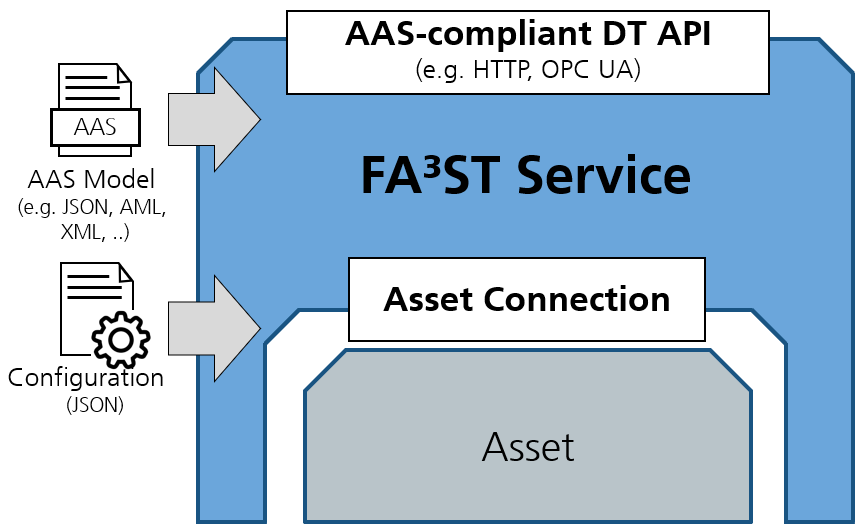 AAS-compliant DT API
(e.g. HTTP, OPC UA)
AAS
AAS Model
(e.g. JSON, AML,
XML, ..)
FA³ST Service
Asset Connection
Configuration
(JSON)
Asset